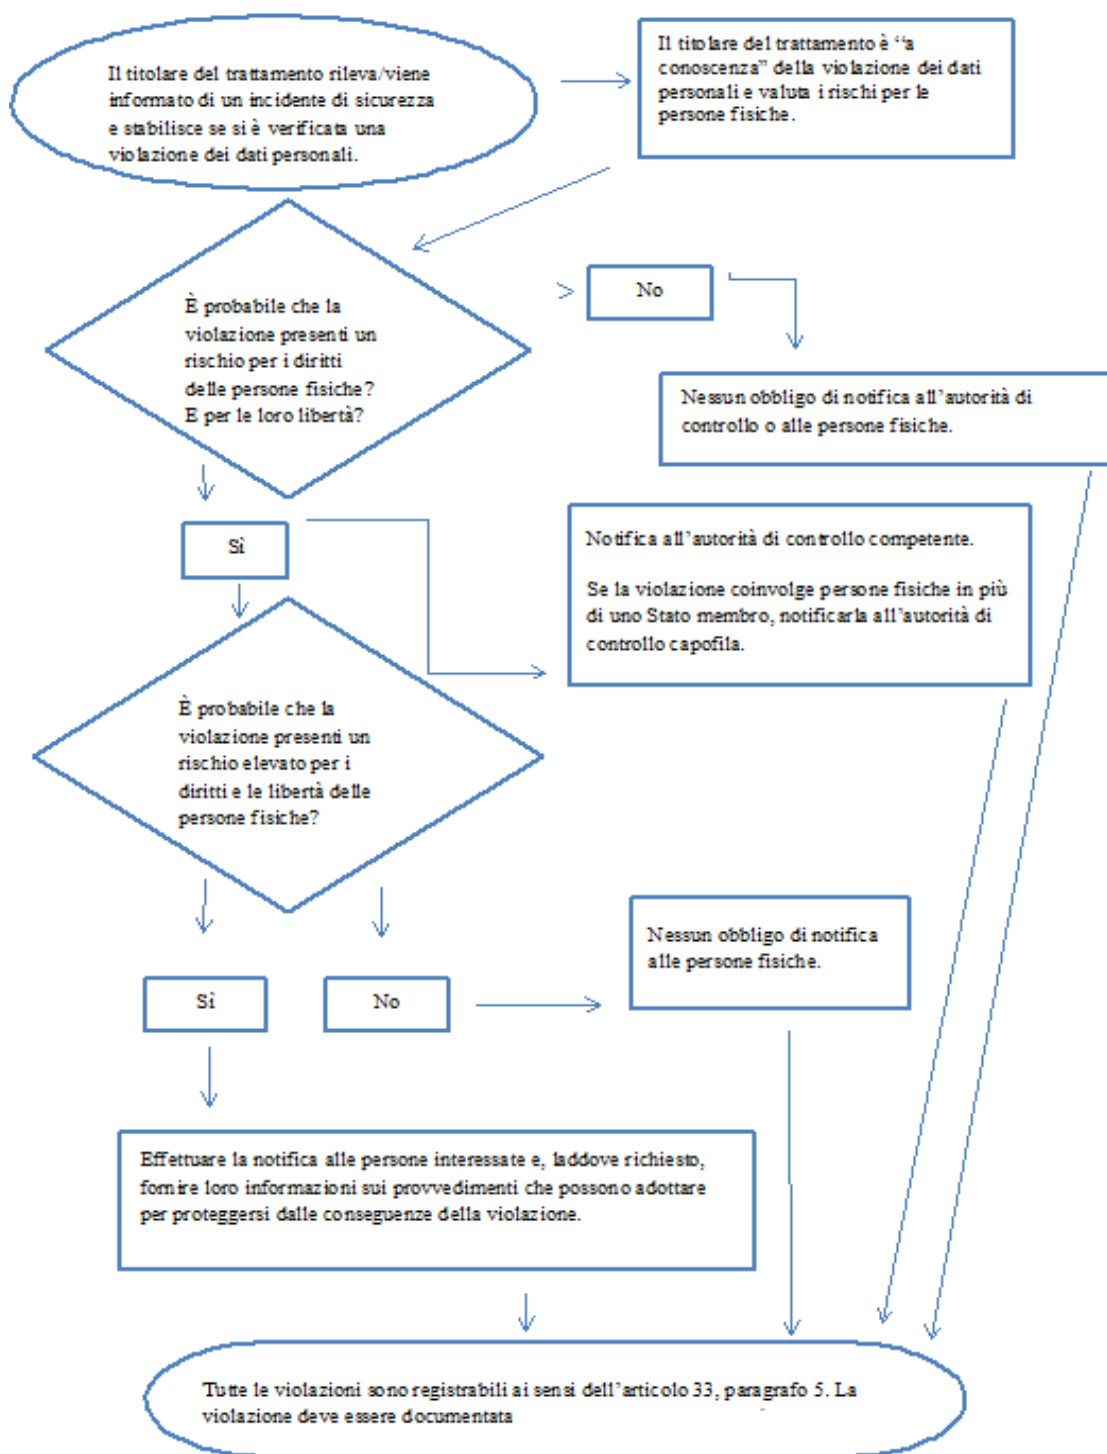 Il titolare del trattamento rileva/viene
informato di un incidente di sicurezza
e stabilisce se si è verificata una
violazione dei dati personali.
Il titolare del trattamento è “a
conoscenza” della violazione dei dati
personali e valuta i rischi per le
persone fisiche.
È probabile che la
violazione presenti un
rischio per i diritti
delle persone fisiche?
E per le loro libertà?
No
Nessun obbligo di notifica all’autorità di
controllo o alle persone fisiche.
Sì
Notifica all’autorità di controllo competente.
Se la violazione coinvolge persone fisiche in più
di uno Stato membro, notificarla all’autorità di
controllo capofila.
È probabile che la
violazione presenti un
rischio elevato per i
diritti e le libertà delle
persone fisiche?
Sì
No
Nessun obbligo di notifica
alle persone fisiche.
Effettuare la notifica alle persone interessate e, laddove richiesto,
fornire loro informazioni sui provvedimenti che possono adottare
per proteggersi dalle conseguenze della violazione.
Tutte le violazioni sono registrabili ai sensi dell’articolo 33, paragrafo 5. La
violazione deve essere documentata